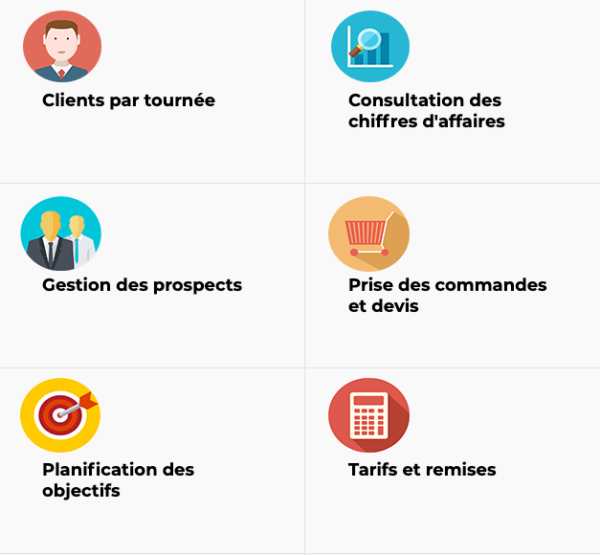 Clients par tournée
Consultation des
chiffres d'affaires
Gestion des prospects
Prise des commandes
et devis
Planification des
objectifs
Tarifs et remises